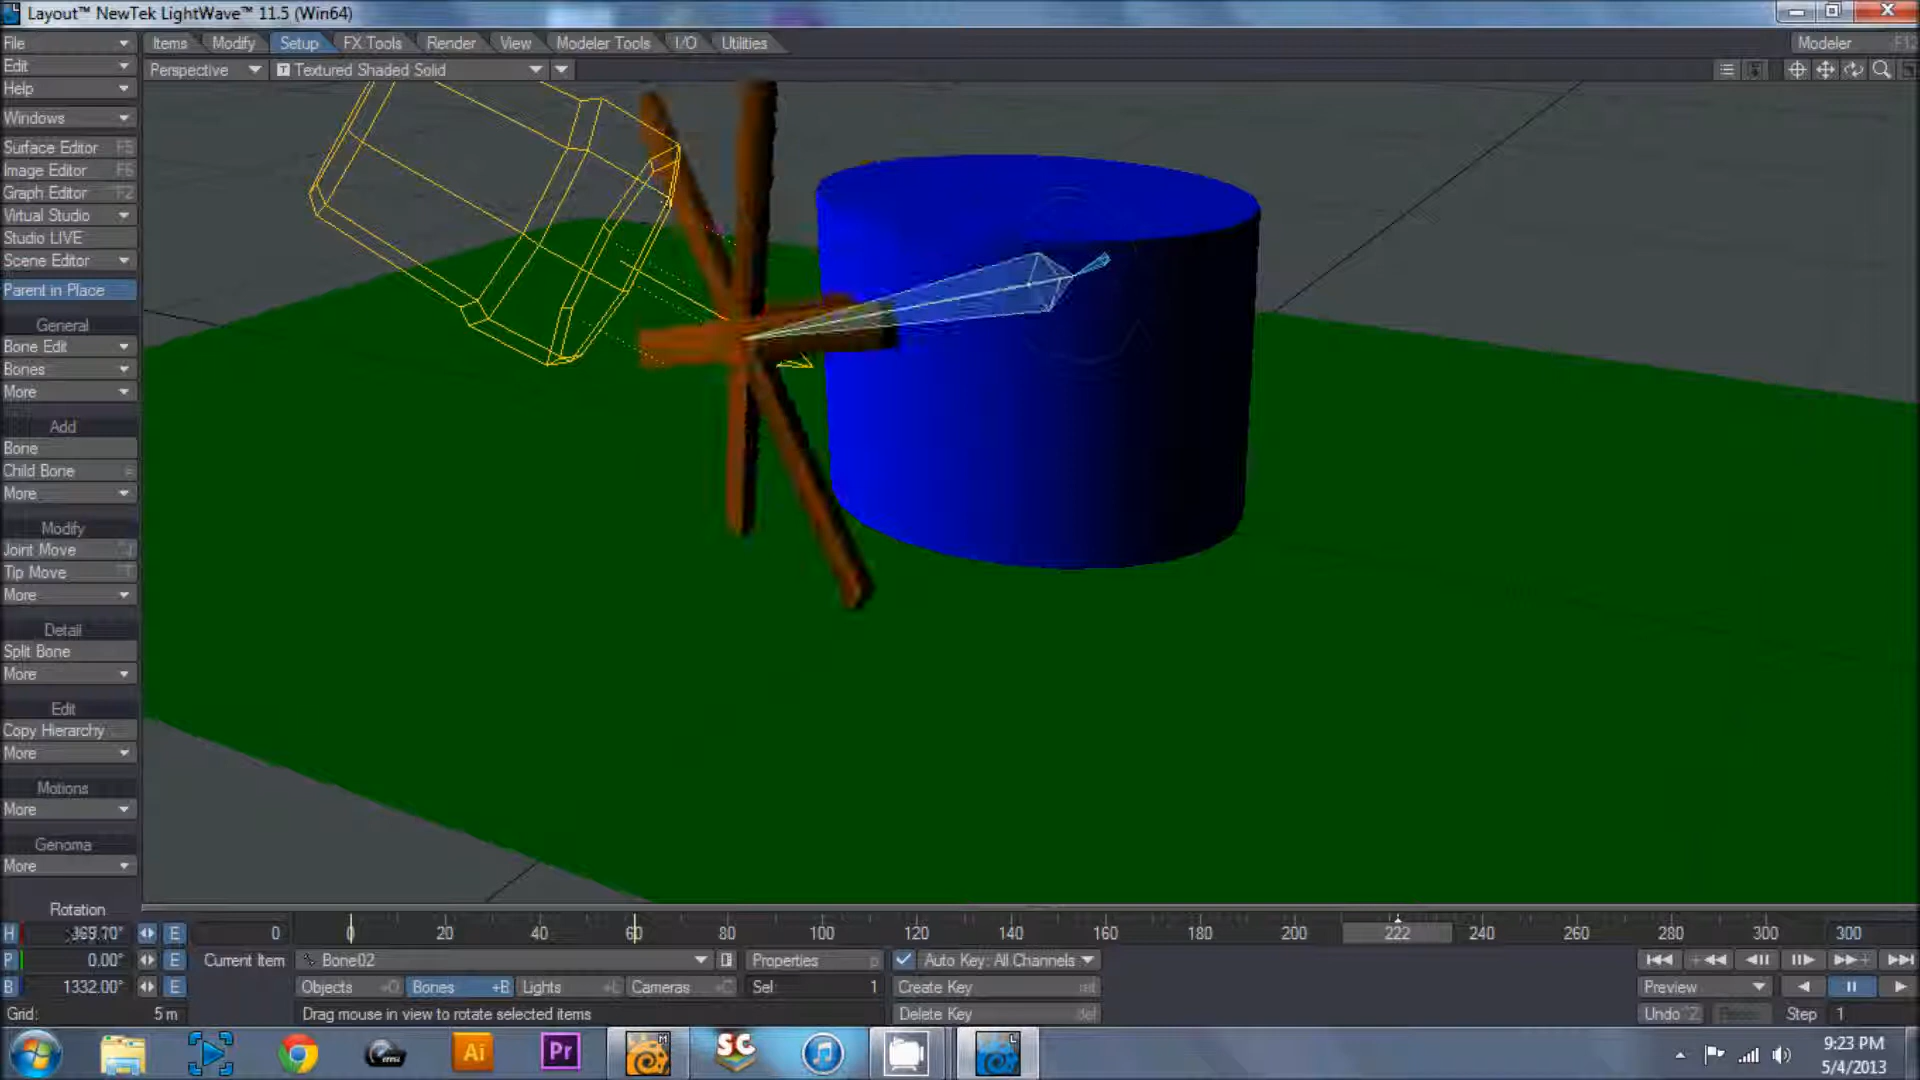 Layout™ NewTek LightWave™ 11.5 (Win64)
File Items Modify Setup FX Tools Render View Modeler Tools I/O Utilities Modeler F12
Edit Perspective Textured Shaded Solid
Help
Windows
Surface Editor F5
Image Editor F6
Graph Editor F2
Virtual Studio
Studio LIVE
Scene Editor
Parent in Place
General
Bone Edit
Bones
More
Add
Bone
Child Bone =
More
Modify
Joint Move
Tip Move
More
Detail
Split Bone
More
Edit
Copy Hierarchy
More
Motions
More
Genoma
More
Rotation
H 369.70° E 0 0 20 40 60 80 100 120 140 160 180 200 222 240 260 280 300 300
P 0.00° E Current Item Bone02 Properties p Auto Key: All Channels
B 1332.00° E Objects +O Bones +B Lights +L Cameras +C Sel: 1 Create Key ret Preview
Grid: 5 m Drag mouse in view to rotate selected items Delete Key del Undo ^Z Step 1
Ai Pr M SC L
9:23 PM
5/4/2013